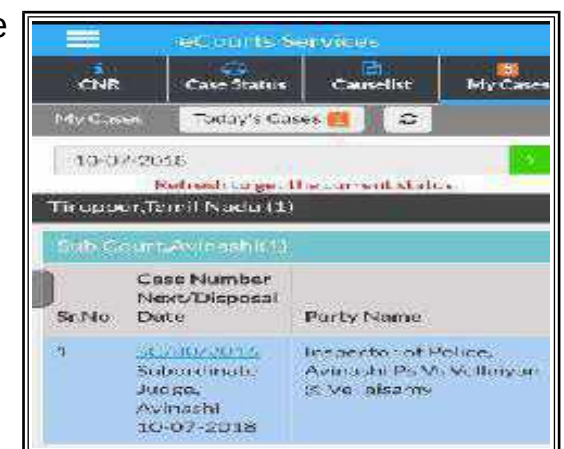 e
eCourts Services
CNR Case Status Causelist My Cases
My Cases Today's Cases
10-07-2018
Refresh to get the current status
Tiruppur,Tamil Nadu (1)
Sub Court,Avinashi(1)
Case Number
Next/Disposal
Sr.No Date Party Name
1 Inspector of Police,
Subordinate Avinashi Ps Vs
Judge,
Avinashi
10-07-2018